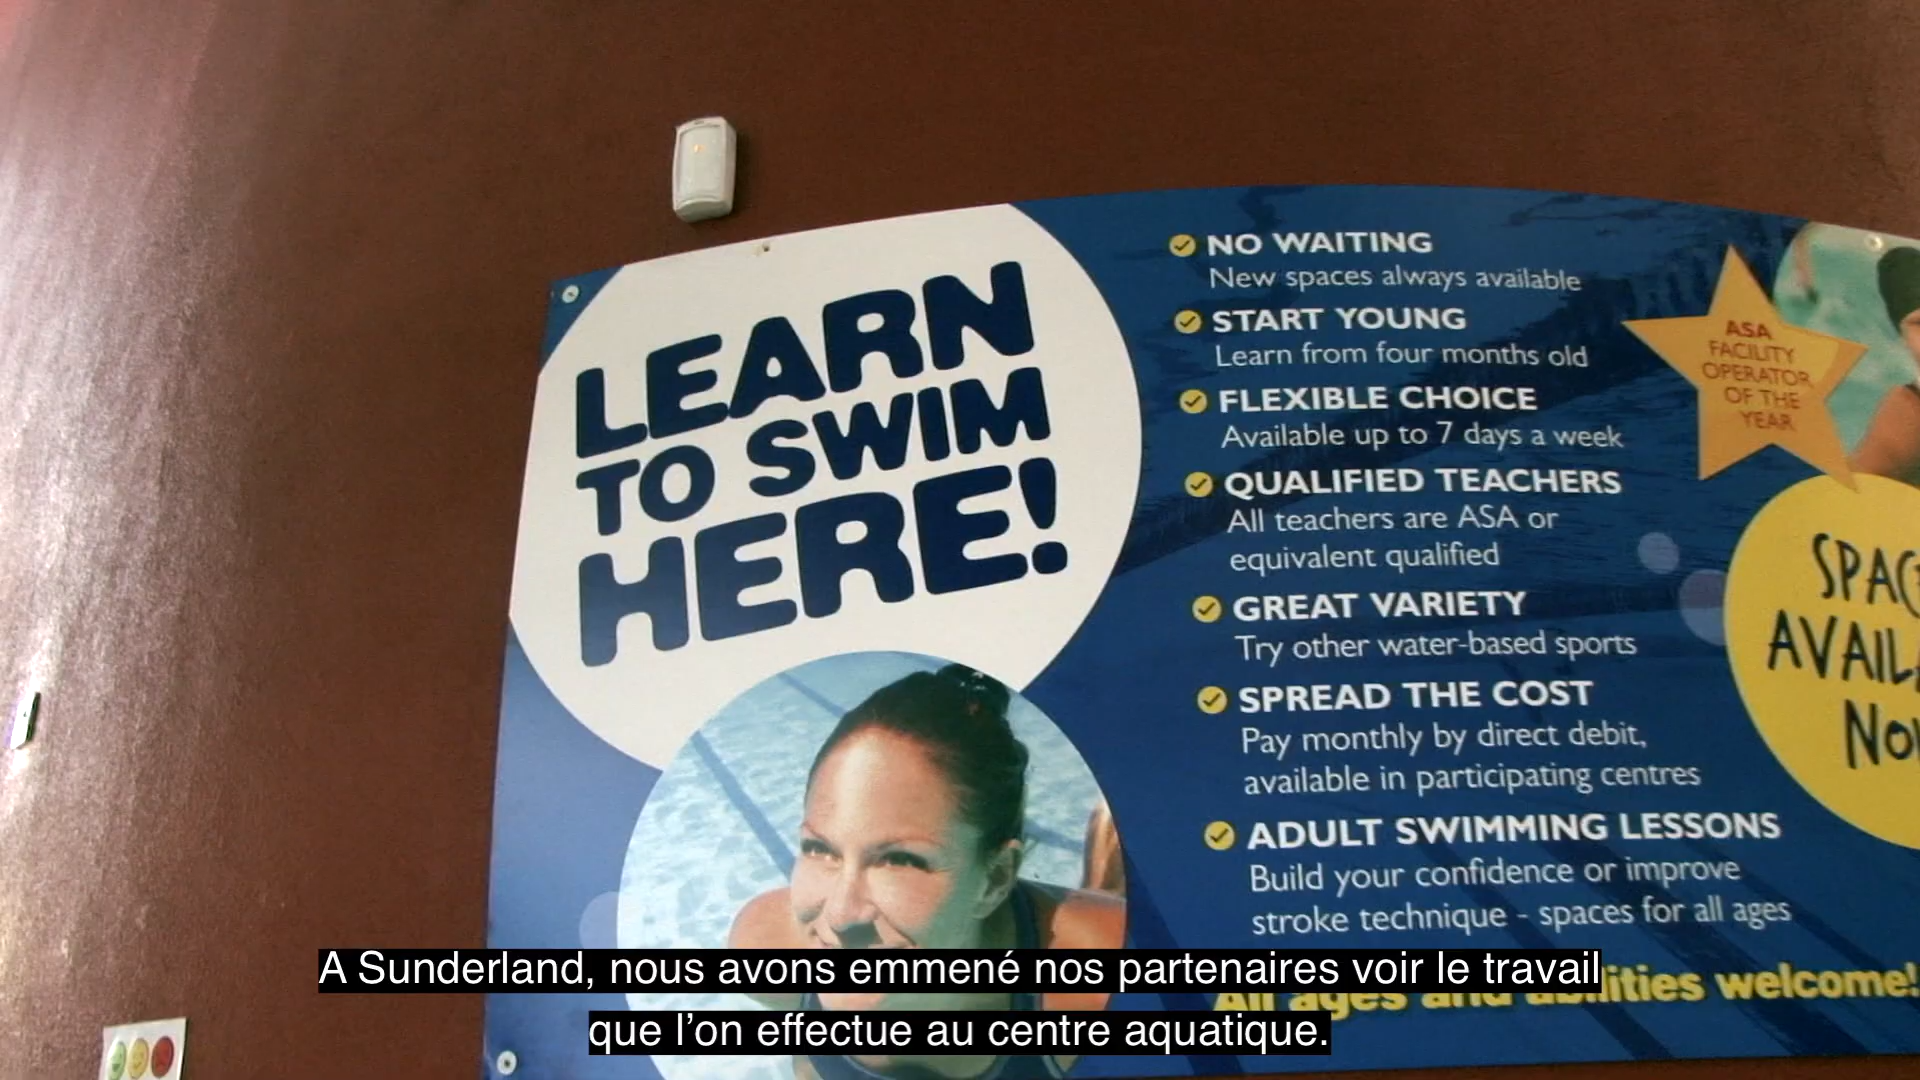 LEARN
TO SWIM
HERE!
NO WAITING
New spaces always available
START YOUNG
Learn from four months old
FLEXIBLE CHOICE
Available up to 7 days a week
QUALIFIED TEACHERS
All teachers are ASA or
equivalent qualified
GREAT VARIETY
Try other water-based sports
SPREAD THE COST
Pay monthly by direct debit,
available in participating centres
ADULT SWIMMING LESSONS
Build your confidence or improve
stroke technique - spaces for all ages
All ages and abilities welcome!
ASA
FACILITY
OPERATOR
OF THE
YEAR
A Sunderland, nous avons emmené nos partenaires voir le travail
que l'on effectue au centre aquatique.